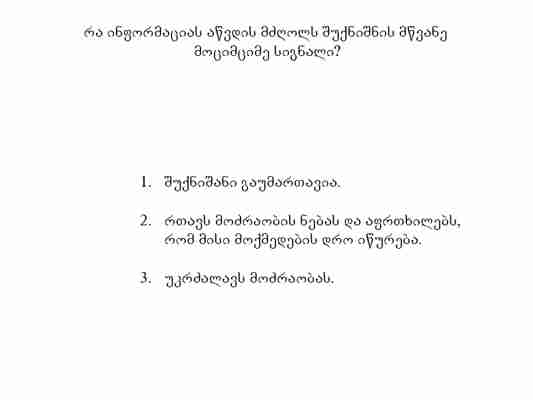 რა ინფორმაციას აწვდის მძღოლს შუქნიშნის მწვანე
მოციმციმე სიგნალი?
1. შუქნიშანი გაუმართავია.
2. რთავს მოძრაობის ნებას და აფრთხილებს,
რომ მისი მოქმედების დრო იწურება.
3. უკრძალავს მოძრაობას.